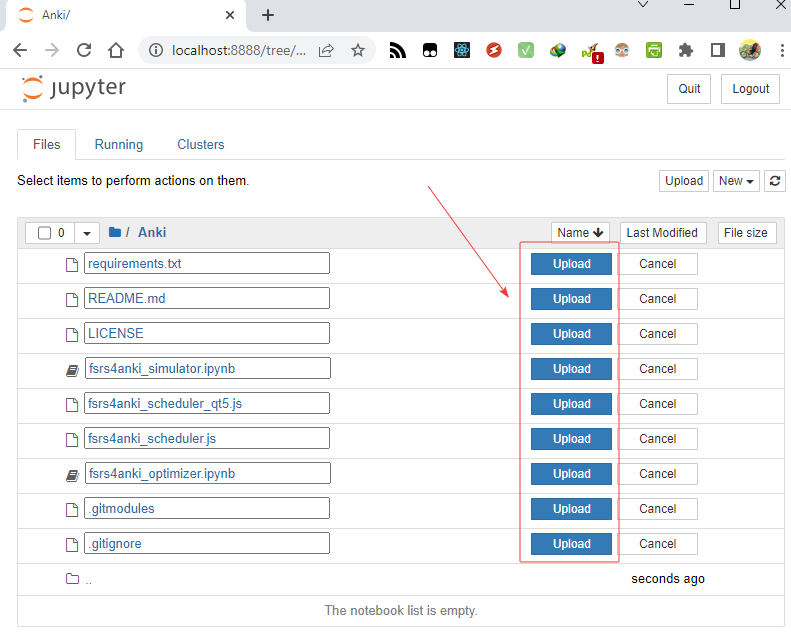 Anki/
localhost:8888/tree/...
jupyter
Quit
Logout
Files
Running
Clusters
Select items to perform actions on them.
Upload
New
0
/ Anki
Name
Last Modified
File size
requirements.txt
Upload
Cancel
README.md
Upload
Cancel
LICENSE
Upload
Cancel
fsrs4anki_simulator.ipynb
Upload
Cancel
fsrs4anki_scheduler_qt5.js
Upload
Cancel
fsrs4anki_scheduler.js
Upload
Cancel
fsrs4anki_optimizer.ipynb
Upload
Cancel
.gitmodules
Upload
Cancel
.gitignore
Upload
Cancel
..
seconds ago
The notebook list is empty.